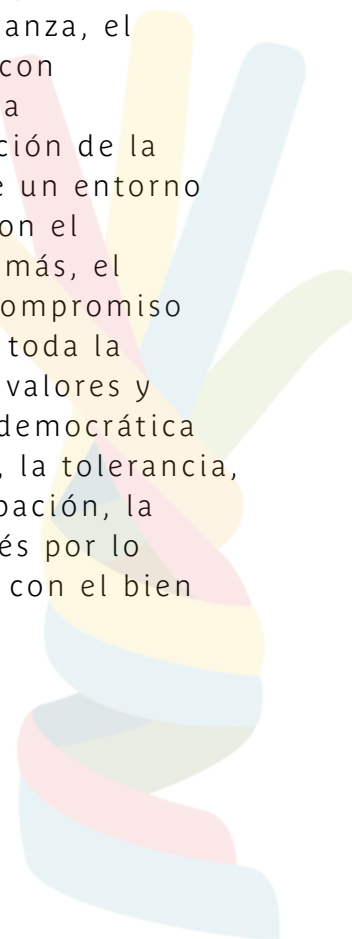 anza, el
con
a
ción de la
e un entorno
on el
más, el
ompromiso
toda la
valores y
democrática
, la tolerancia,
pación, la
és por lo
con el bien